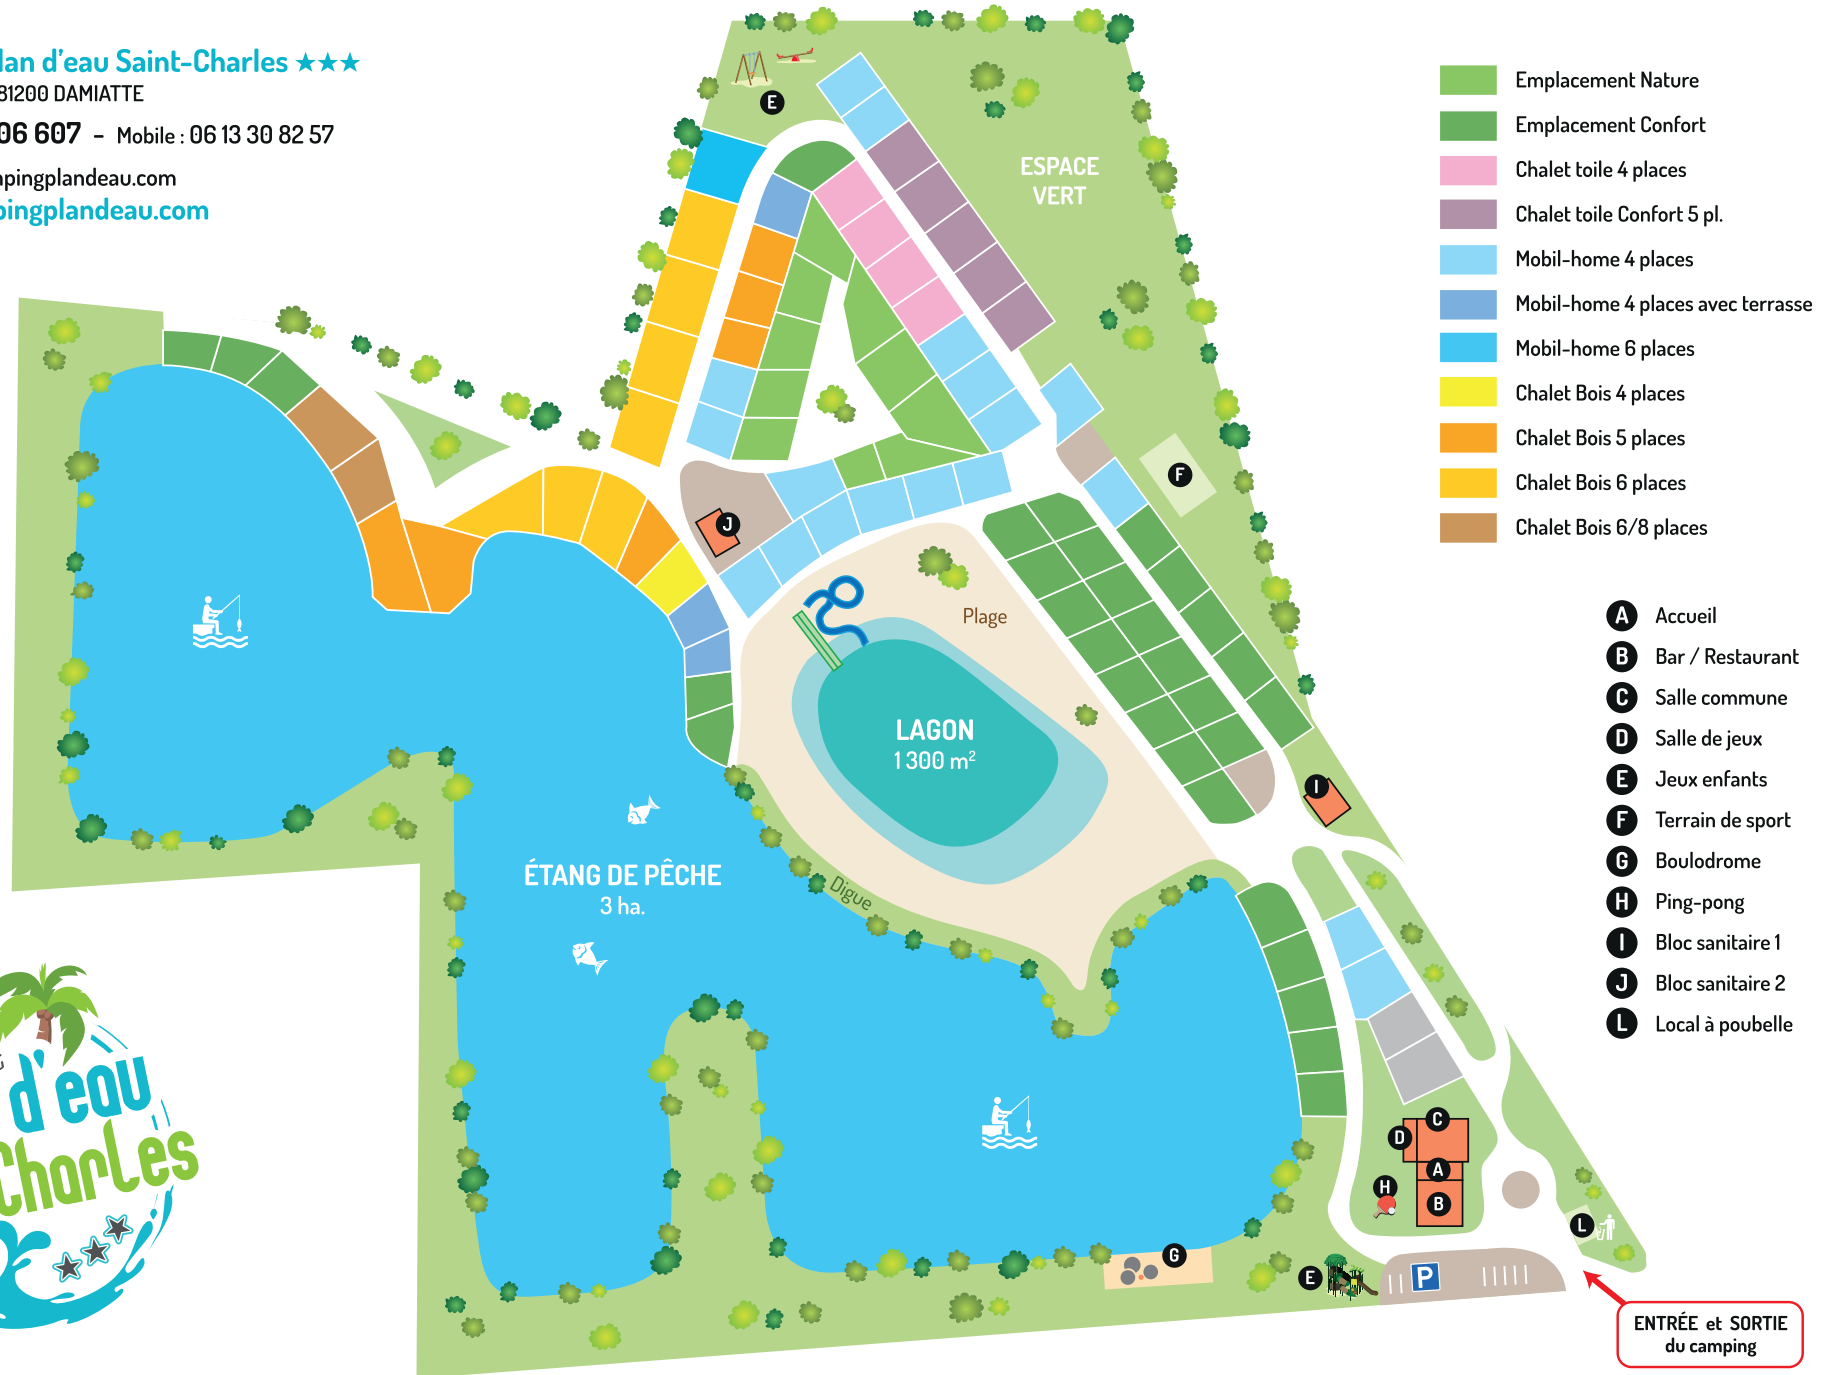 lan d'eau Saint-Charles ★★★
81200 DAMIATTE
06 607 - Mobile : 06 13 30 82 57
mpingplandeau.com
pingplandeau.com
E
ESPACE
VERT
Emplacement Nature
Emplacement Confort
Chalet toile 4 places
Chalet toile Confort 5 pl.
Mobil-home 4 places
Mobil-home 4 places avec terrasse
Mobil-home 6 places
Chalet Bois 4 places
Chalet Bois 5 places
Chalet Bois 6 places
Chalet Bois 6/8 places
F
J
Plage
LAGON
1 300 m²
I
ÉTANG DE PÊCHE
3 ha.
Digue
A Accueil
B Bar / Restaurant
C Salle commune
D Salle de jeux
E Jeux enfants
F Terrain de sport
G Boulodrome
H Ping-pong
I Bloc sanitaire 1
J Bloc sanitaire 2
L Local à poubelle
d'eau
Charles
C
D
A
H
B
L
G
E
P
ENTRÉE et SORTIE
du camping